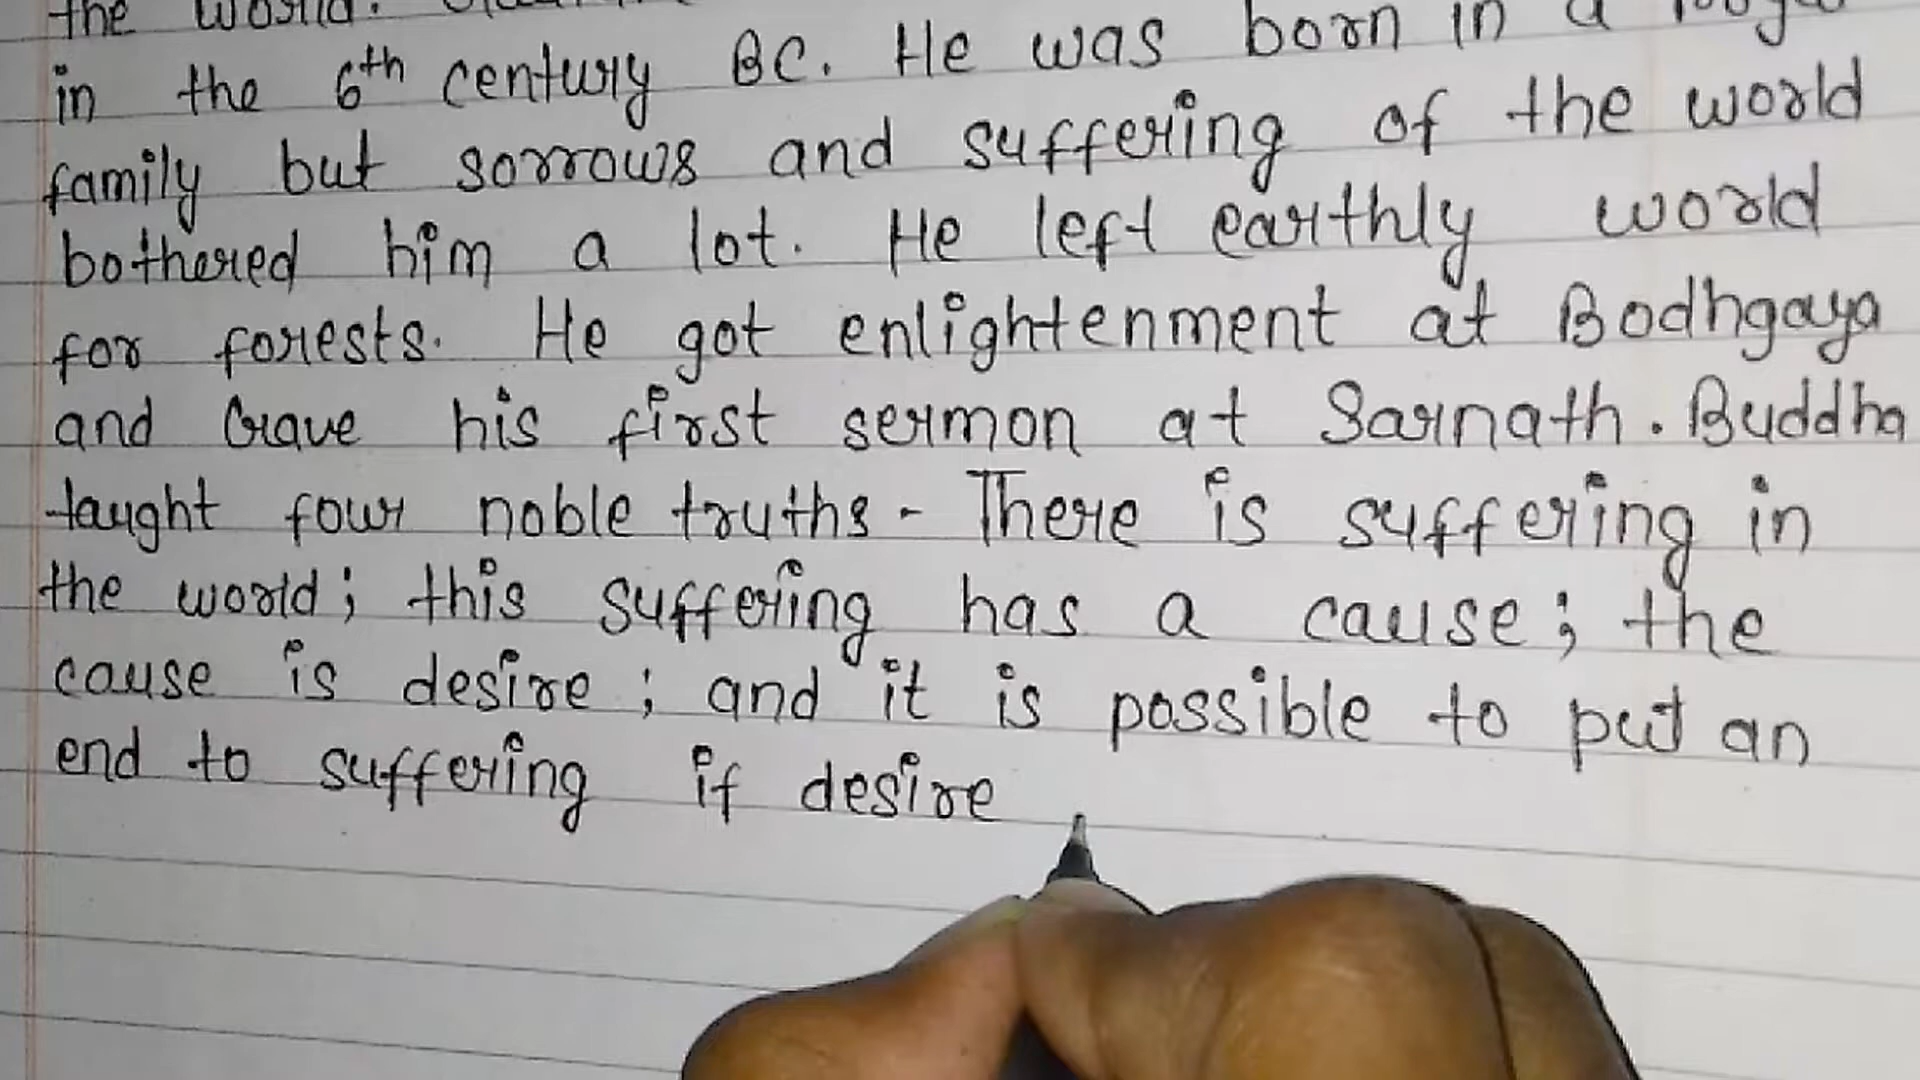 the world.
in the 6th century BC. He was born in a
family but sorrows and suffering of the world
bothered him a lot. He left earthly world
for forests. He got enlightenment at Bodhgaya
and Gave his first sermon at Sarnath. Buddha
taught four noble truths - There is suffering in
the world; this suffering has a cause; the
cause is desire; and it is possible to put an
end to suffering if desire